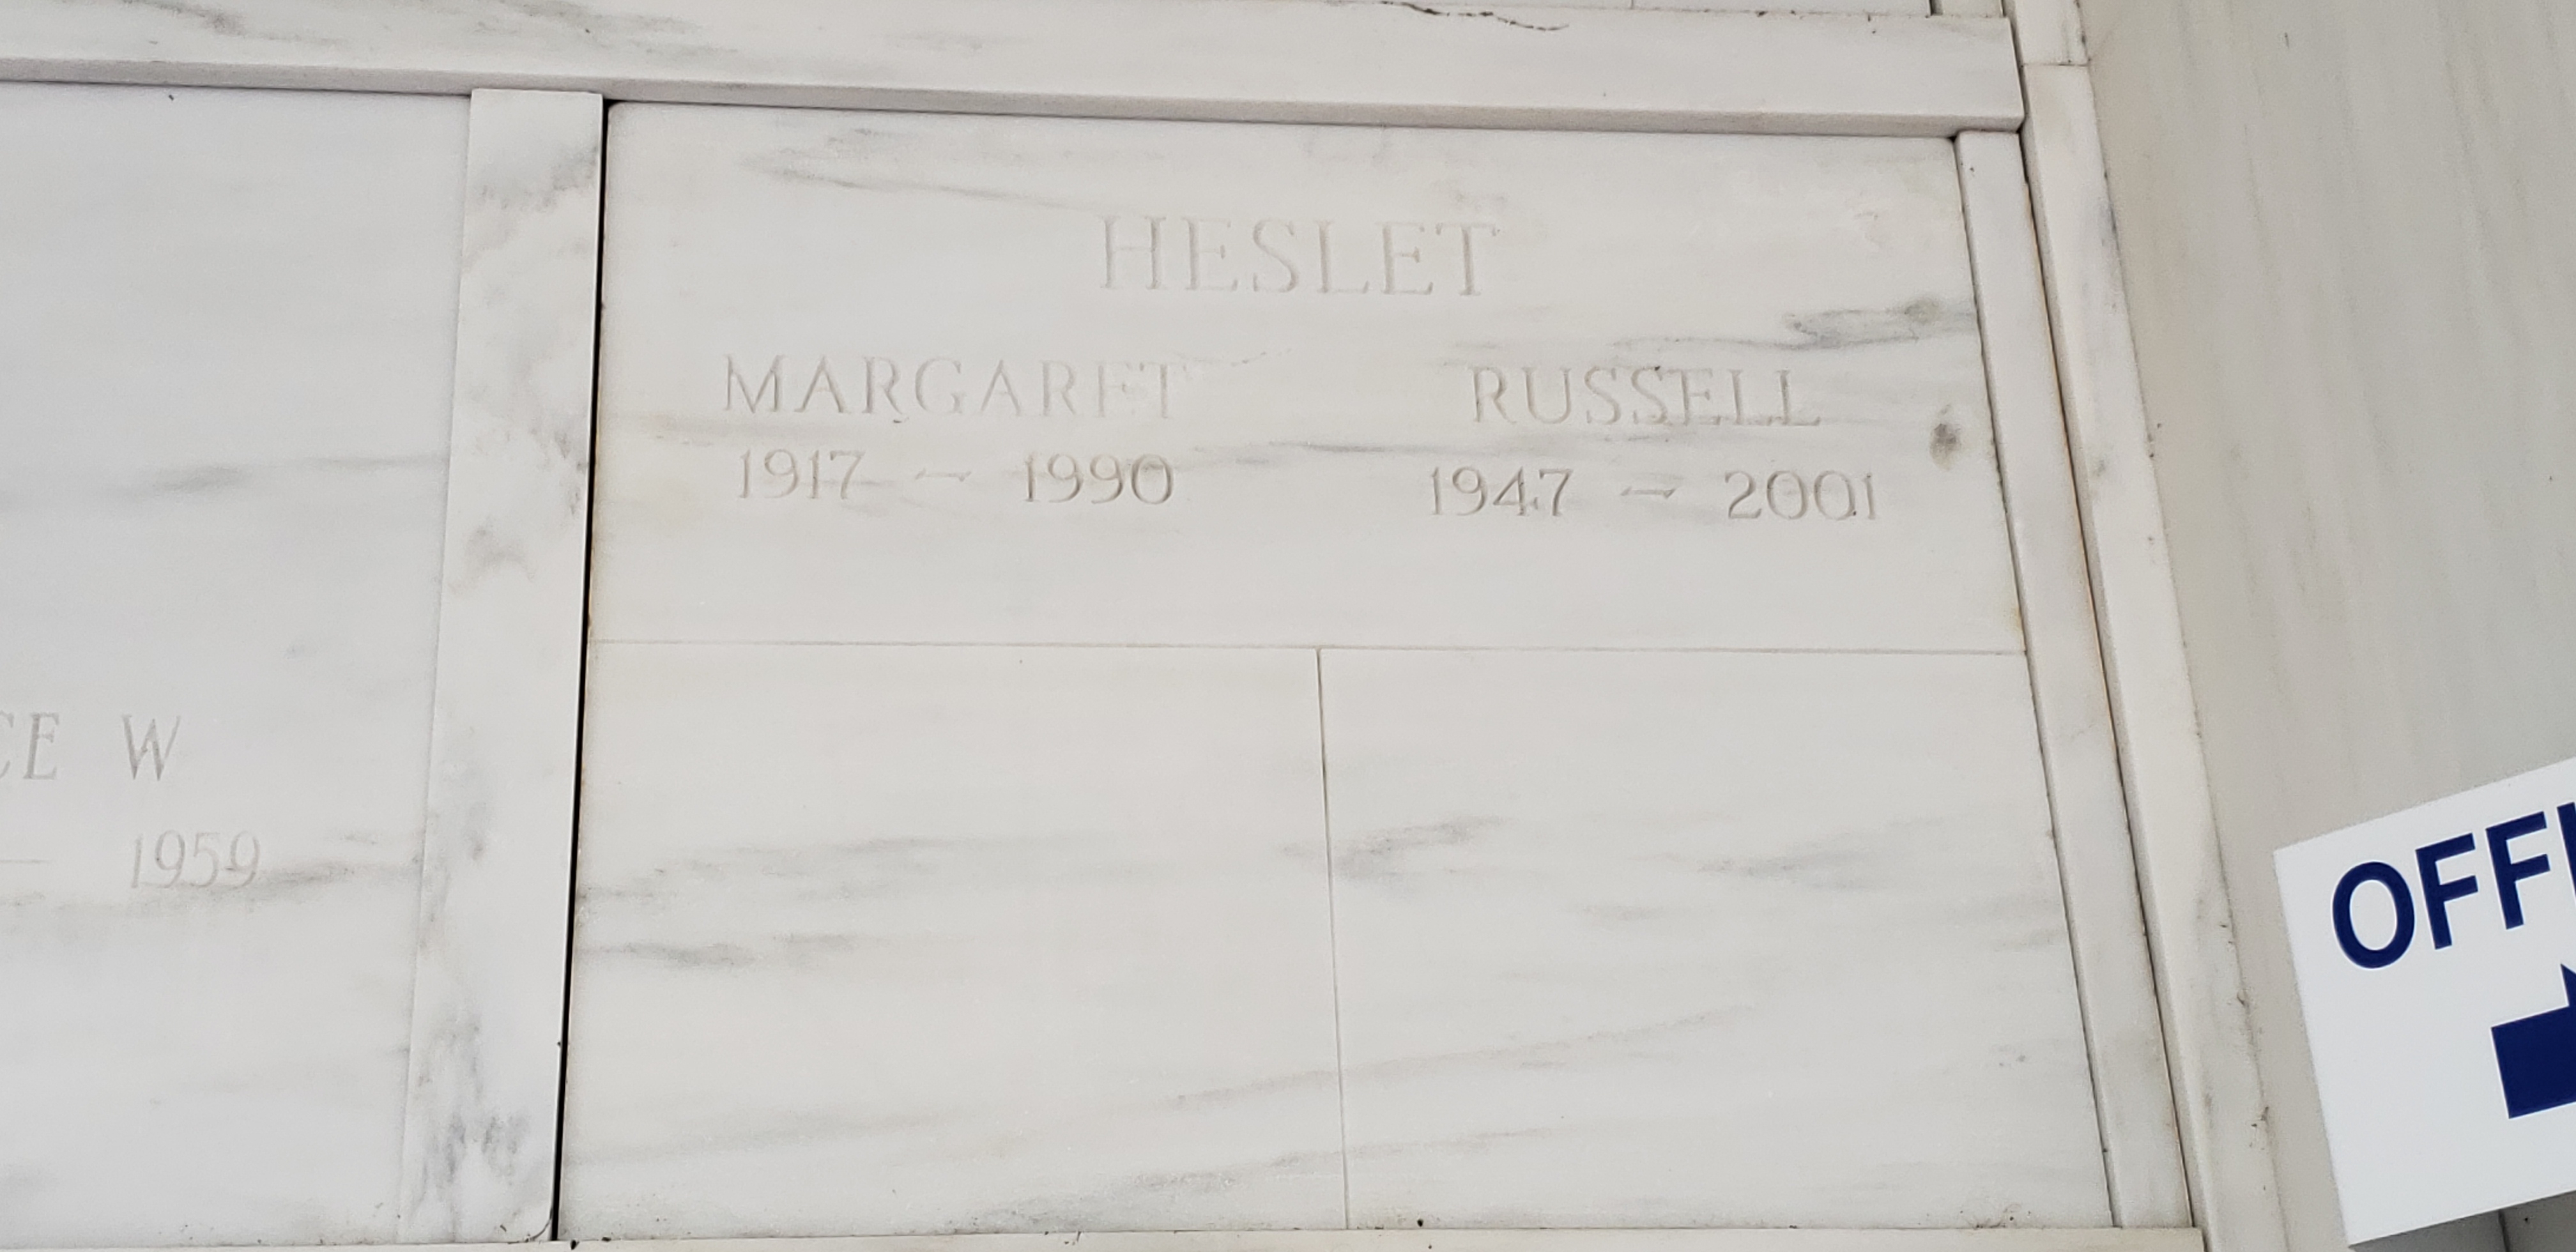 HESLET
MARGARET RUSSELL
1917 - 1990 1947 - 2001
W
- 1959